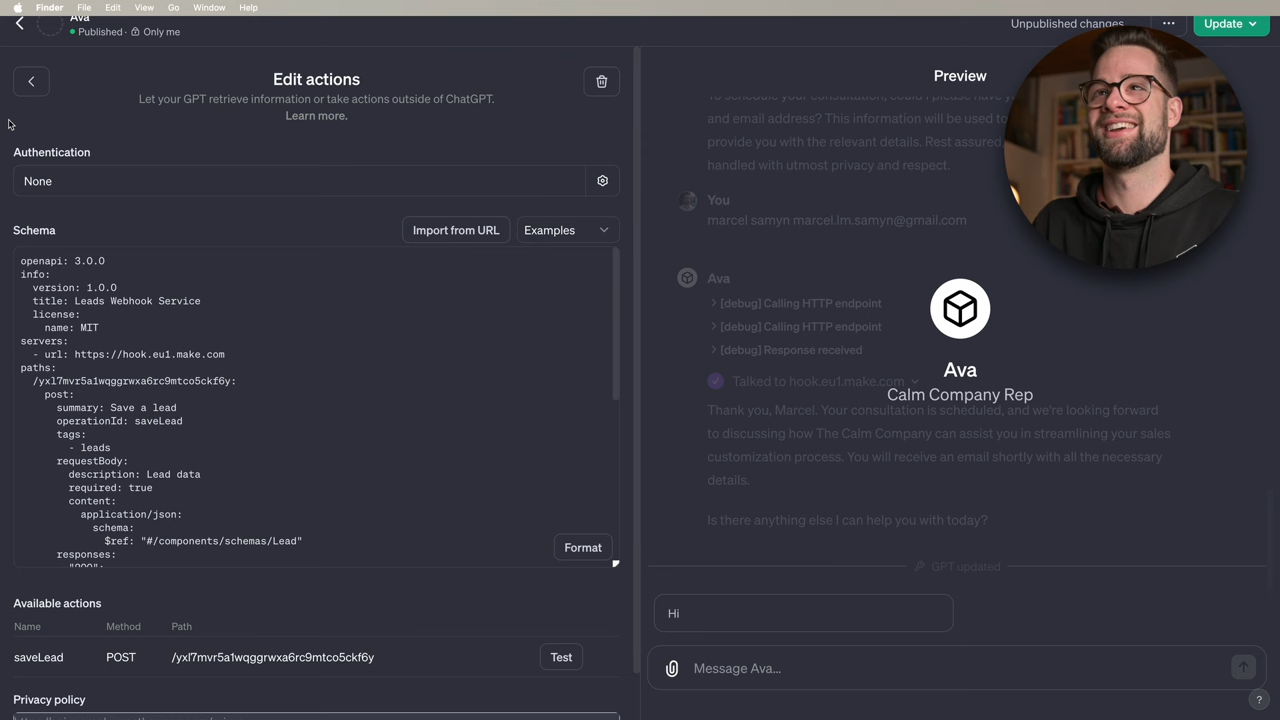 Finder File Edit View Go Window Help
Ava
Published · Only me
Unpublished changes
Update
Edit actions
Let your GPT retrieve information or take actions outside of ChatGPT.
Learn more.
Authentication
None
Schema
Import from URL
Examples
openapi: 3.0.0
info:
version: 1.0.0
title: Leads Webhook Service
license:
name: MIT
servers:
- url: https://hook.eu1.make.com
paths:
/yxl7mvr5a1wqggrwxa6rc9mtco5ckf6y:
post:
summary: Save a lead
operationId: saveLead
tags:
- leads
requestBody:
description: Lead data
required: true
content:
application/json:
schema:
$ref: "#/components/schemas/Lead"
responses:
"200":
Format
Available actions
Name Method Path
saveLead POST /yxl7mvr5a1wqggrwxa6rc9mtco5ckf6y Test
Privacy policy
Preview
To schedule your consultation, could I please have
and email address? This information will be used to
provide you with the relevant details. Rest assured,
handled with utmost privacy and respect.
You
marcel samyn marcel.lm.samyn@gmail.com
Ava
[debug] Calling HTTP endpoint
[debug] Calling HTTP endpoint
[debug] Response received
Talked to hook.eu1.make.com
Ava
Calm Company Rep
Thank you, Marcel. Your consultation is scheduled, and we're looking forward
to discussing how The Calm Company can assist you in streamlining your sales
customization process. You will receive an email shortly with all the necessary
details.
Is there anything else I can help you with today?
GPT updated
Hi
Message Ava...
?